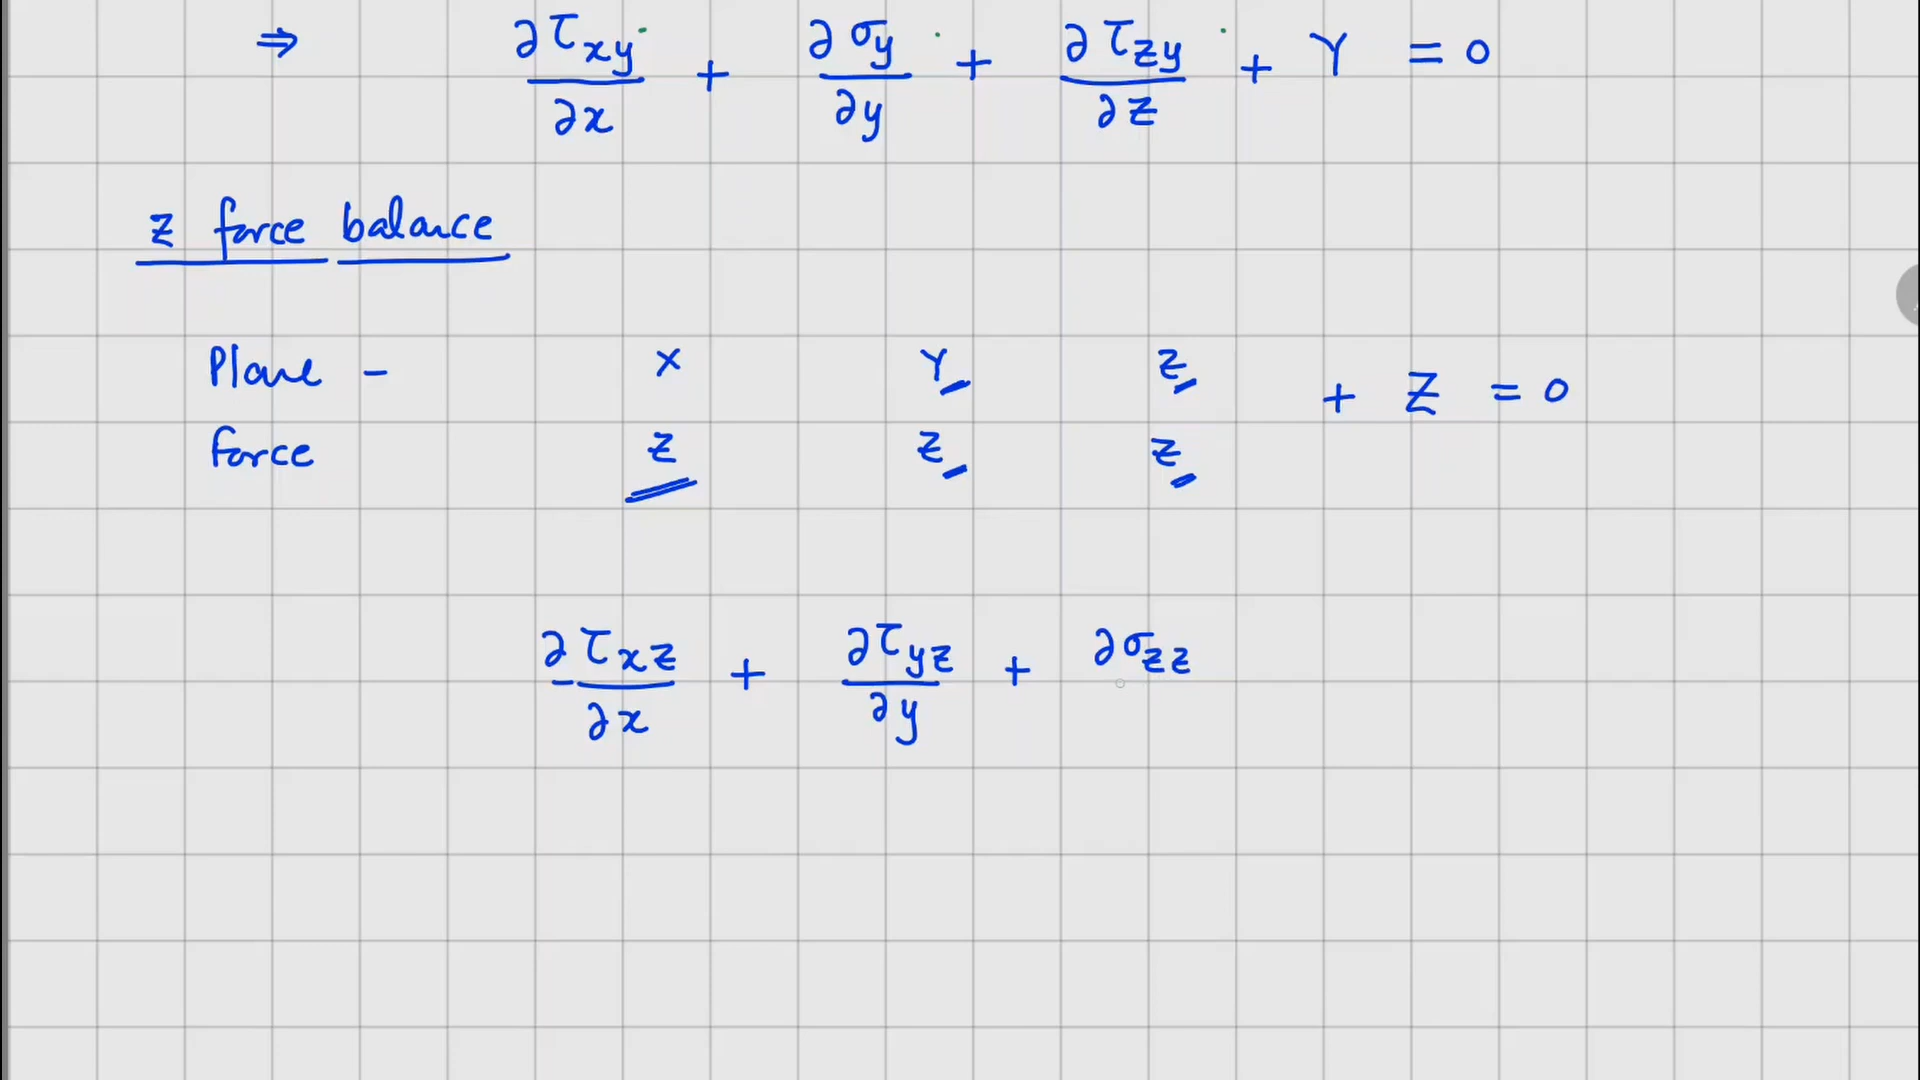 ⇒ ∂τxy/∂x + ∂σy/∂y + ∂τzy/∂z + Y = 0
z force balance
Plane - X Y Z + Z = 0
force Z Z Z
∂τxz/∂x + ∂τyz/∂y + ∂σzz